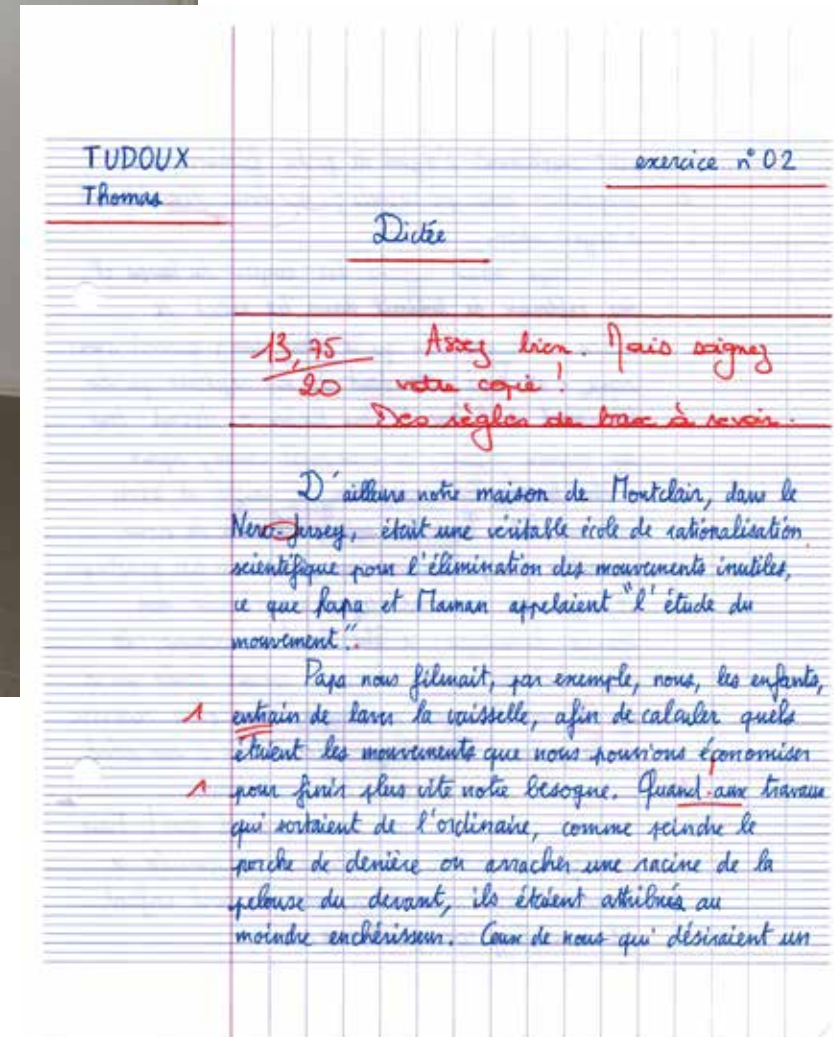 TUDOUX
exercice n° 02
Thomas
Dictée
13,75
20
Assez bien. Mais soignez
votre copie !
Des règles de base à savoir.
D'ailleurs notre maison de Montclair, dans le
New-Jersey, était une véritable école de rationalisation
scientifique pour l'élimination des mouvements inutiles,
ce que Papa et Maman appelaient "l'étude du
mouvement".
Papa nous filmait, par exemple, nous, les enfants,
1 entrain de laver la vaisselle, afin de calculer quels
étaient les mouvements que nous pouvions économiser
1 pour finir plus vite notre besogne. Quand-aux travaux
qui sortaient de l'ordinaire, comme peindre le
porche de derrière ou arracher une racine de la
pelouse du devant, ils étaient attribués au
moindre enchérisseur. Ceux de nous qui désiraient un